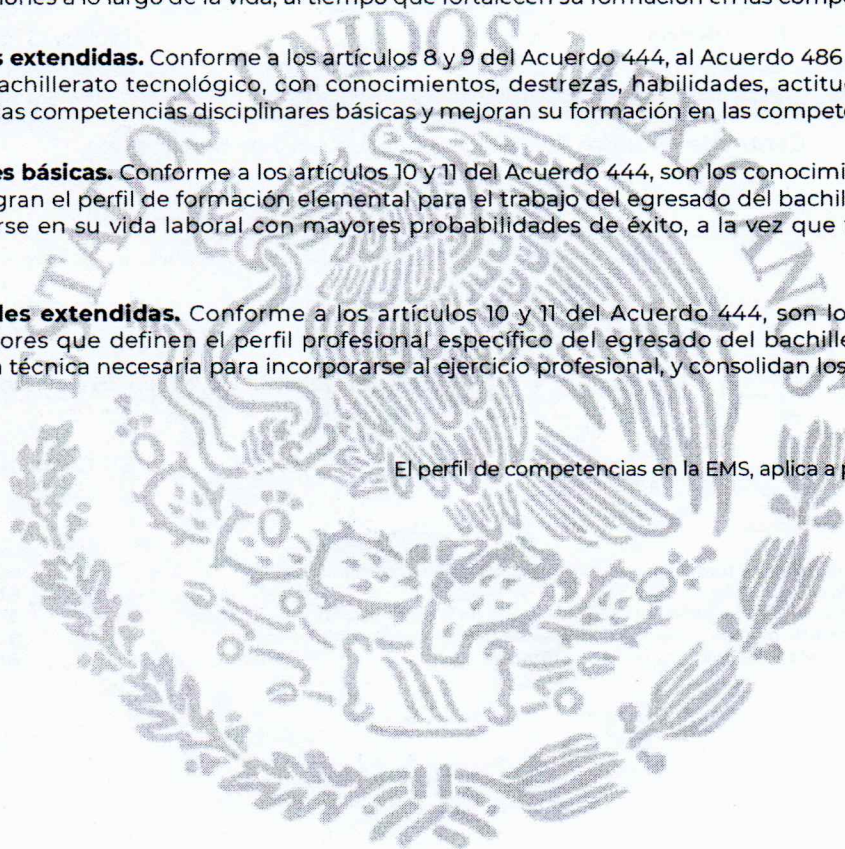 ones a lo largo de la vida, al tiempo que fortalecen su formación en las compe
s extendidas. Conforme a los artículos 8 y 9 del Acuerdo 444, al Acuerdo 486
achillerato tecnológico, con conocimientos, destrezas, habilidades, actitu
as competencias disciplinares básicas y mejoran su formación en las compete
es básicas. Conforme a los artículos 10 y 11 del Acuerdo 444, son los conocimi
gran el perfil de formación elemental para el trabajo del egresado del bachil
rse en su vida laboral con mayores probabilidades de éxito, a la vez que
les extendidas. Conforme a los artículos 10 y 11 del Acuerdo 444, son lo
ores que definen el perfil profesional específico del egresado del bachille
técnica necesaria para incorporarse al ejercicio profesional, y consolidan los
El perfil de competencias en la EMS, aplica a p
ESTADOS UNIDOS MEXICANOS